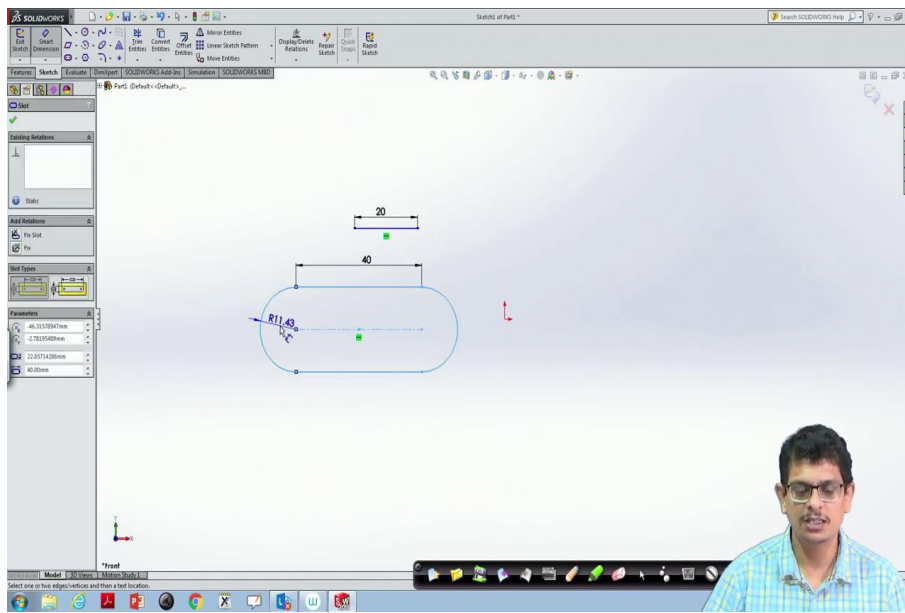 SOLIDWORKS
Sketch1 of Part1 *
Search SOLIDWORKS Help
Exit Sketch
Smart Dimension
Trim Entities
Convert Entities
Offset Entities
Mirror Entities
Linear Sketch Pattern
Move Entities
Display/Delete Relations
Repair Sketch
Quick Snaps
Rapid Sketch
Features Sketch Evaluate DimXpert SOLIDWORKS Add-Ins Simulation SOLIDWORKS MBD
Part1 (Default<<Default>_...
Slot ?
Existing Relations
Static
Add Relations
Fix Slot
Fix
Slot Types
Parameters
-46.31578947mm
-2.78195489mm
22.85714286mm
40.00mm
20
40
R11.43
Y
X
*Front
Model 3D Views Motion Study 1
Select one or two edges/vertices and then a text location.